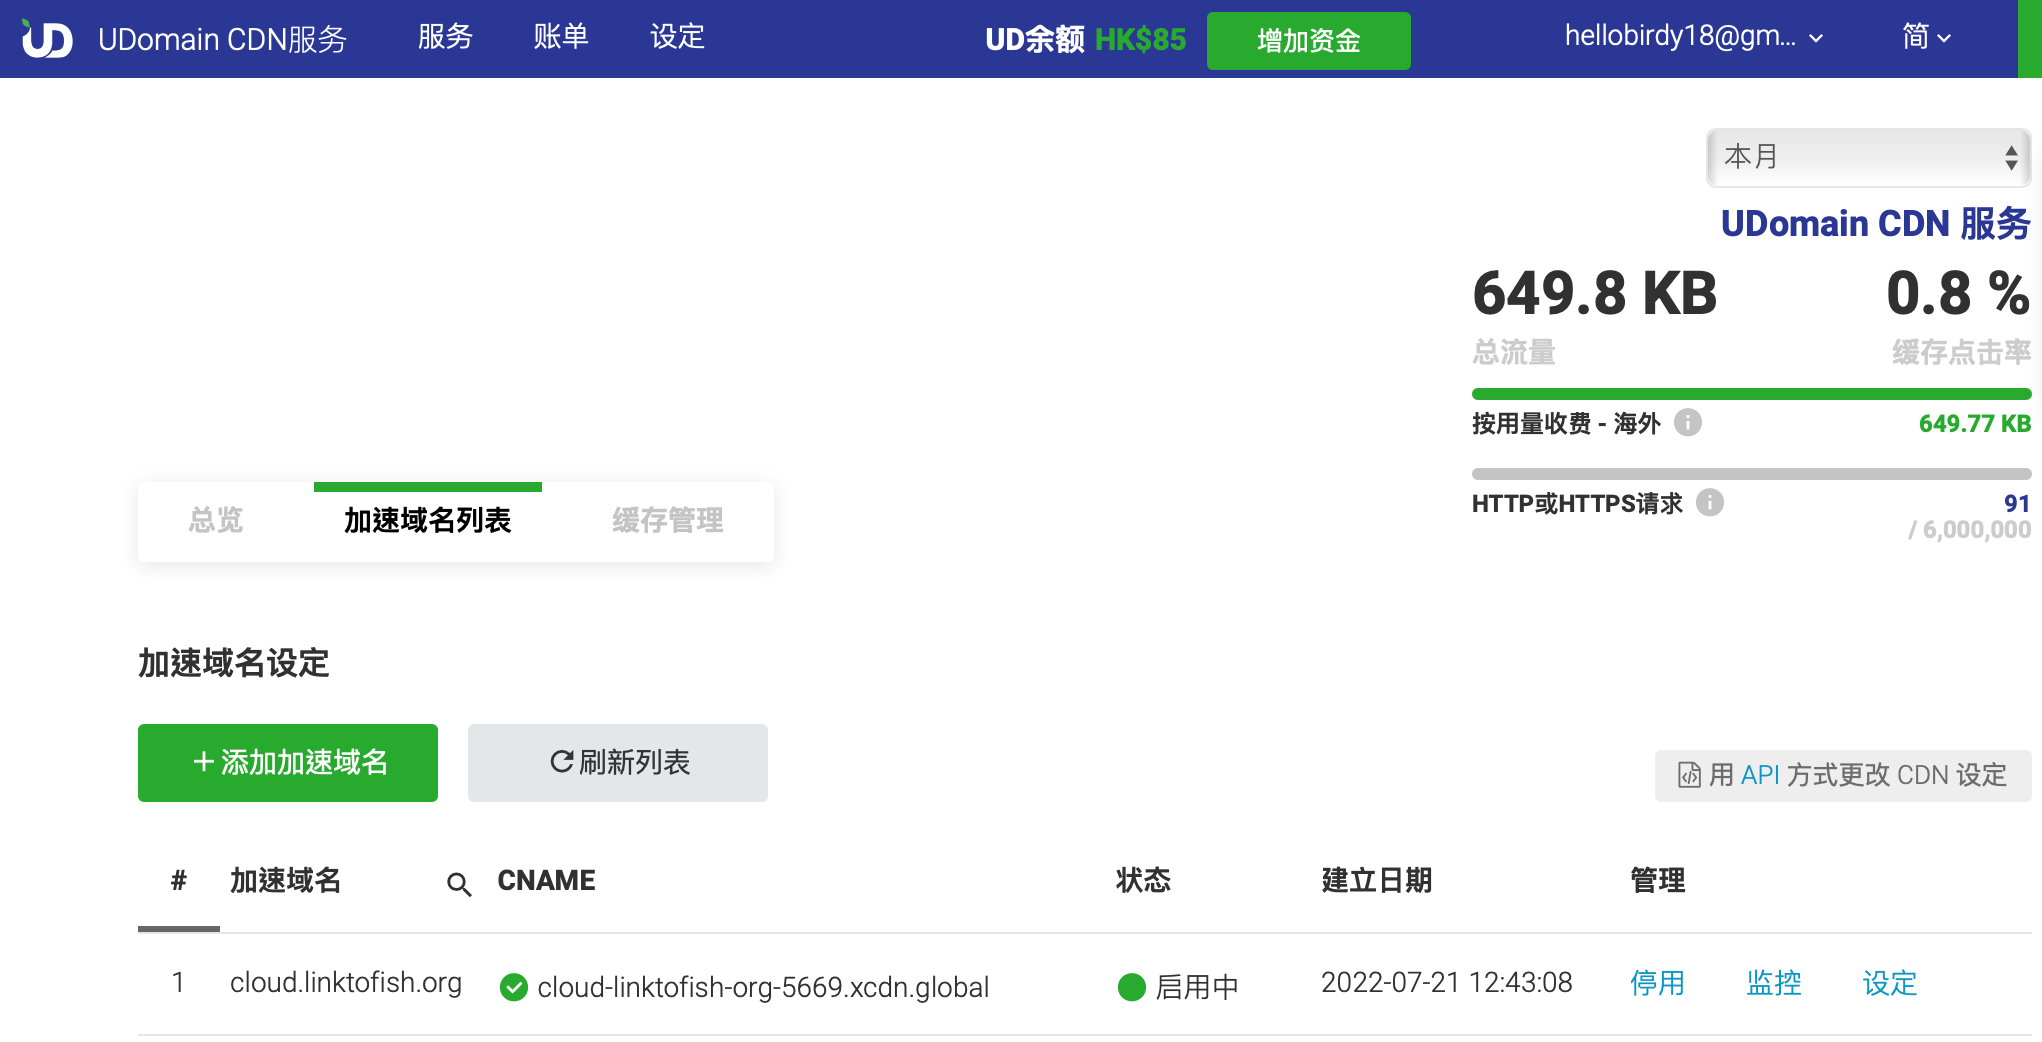 UD UDomain CDN服务 服务 账单 设定 UD余额 HK$85 增加资金 hellobirdy18@gm... 简
本月
UDomain CDN 服务
649.8 KB 0.8 %
总流量 缓存点击率
按用量收费 - 海外 649.77 KB
HTTP或HTTPS请求 91
/ 6,000,000
总览 加速域名列表 缓存管理
加速域名设定
+添加加速域名 刷新列表 用 API 方式更改 CDN 设定
# 加速域名 CNAME 状态 建立日期 管理
1 cloud.linktofish.org cloud-linktofish-org-5669.xcdn.global 启用中 2022-07-21 12:43:08 停用 监控 设定